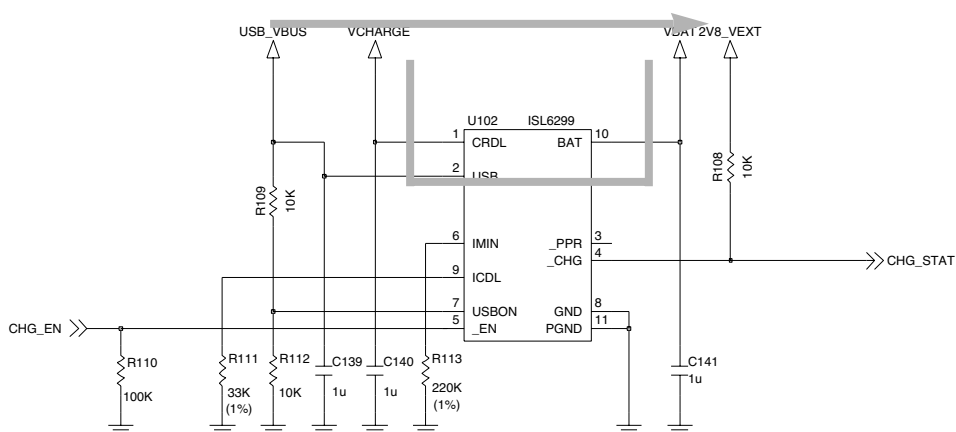 USB_VBUS VCHARGE VBAT 2V8_VEXT
U102 ISL6299
1 CRDL BAT 10
2 USB
R109 10K
R108 10K
6 IMIN _PPR 3
_CHG 4 CHG_STAT
9 ICDL
7 USBON GND 8
CHG_EN 5 _EN PGND 11
R110 R111 R112 C139 C140 R113 C141
100K 33K 10K 1u 1u 220K 1u
(1%) (1%)